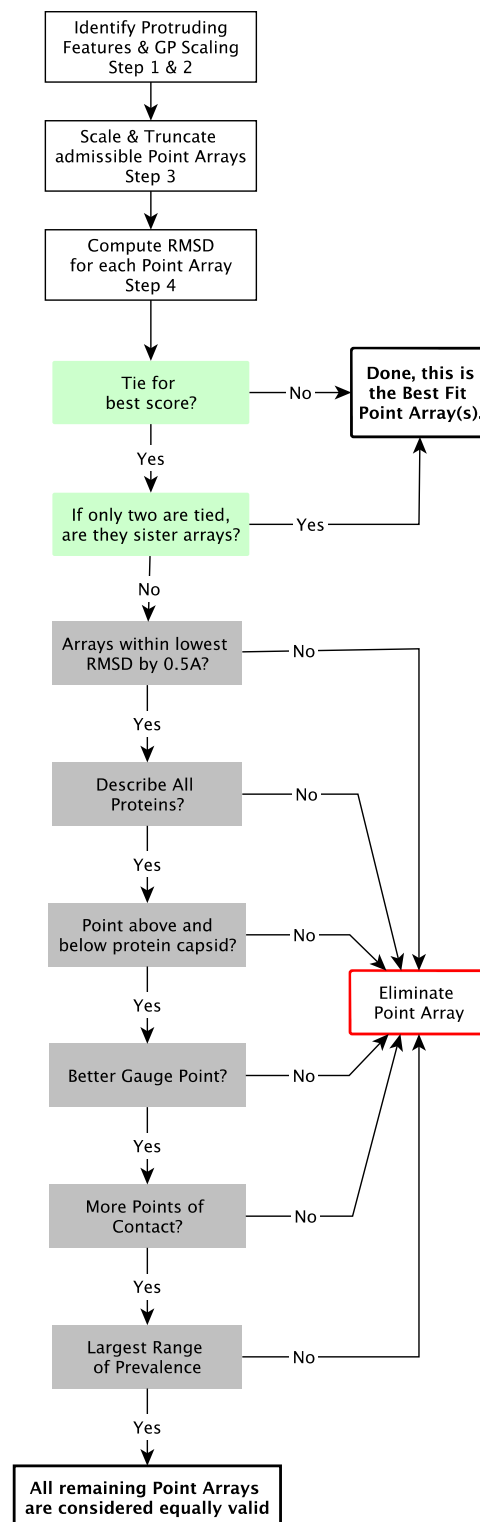 Identify Protruding
Features & GP Scaling
Step 1 & 2
Scale & Truncate
admissible Point Arrays
Step 3
Compute RMSD
for each Point Array
Step 4
Tie for
best score?
No
Done, this is
the Best Fit
Point Array(s).
Yes
If only two are tied,
are they sister arrays?
Yes
No
Arrays within lowest
RMSD by 0.5A?
No
Yes
Describe All
Proteins?
No
Yes
Point above and
below protein capsid?
No
Eliminate
Point Array
Yes
Better Gauge Point?
No
Yes
More Points of
Contact?
No
Yes
Largest Range
of Prevalence
No
Yes
All remaining Point Arrays
are considered equally valid